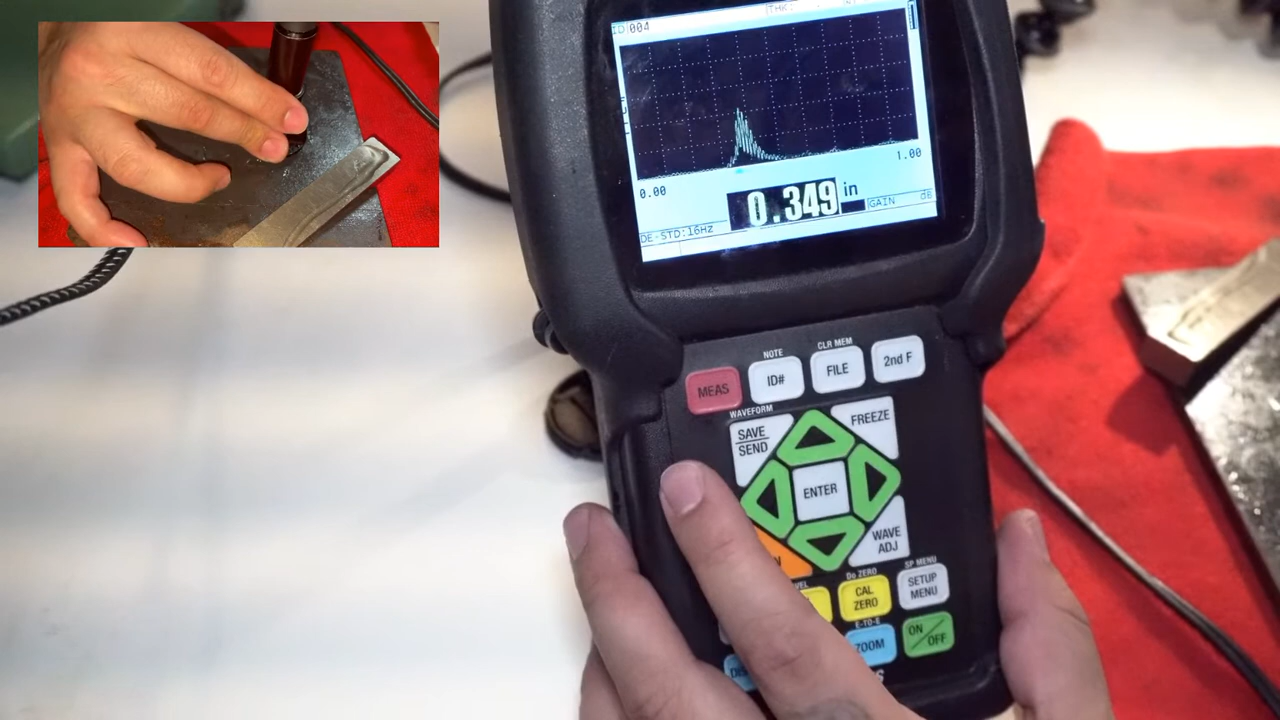 ID 004
THK:
0.00
1.00
0.349 in
GAIN dB
DE-STD:16Hz
NOTE
CLR MEM
MEAS
ID#
FILE
2nd F
WAVEFORM
SAVE
SEND
FREEZE
ENTER
WAVE
ADJ
Do ZERO
SP MENU
CAL
ZERO
SETUP
MENU
E-TO-E
ZOOM
ON/OFF